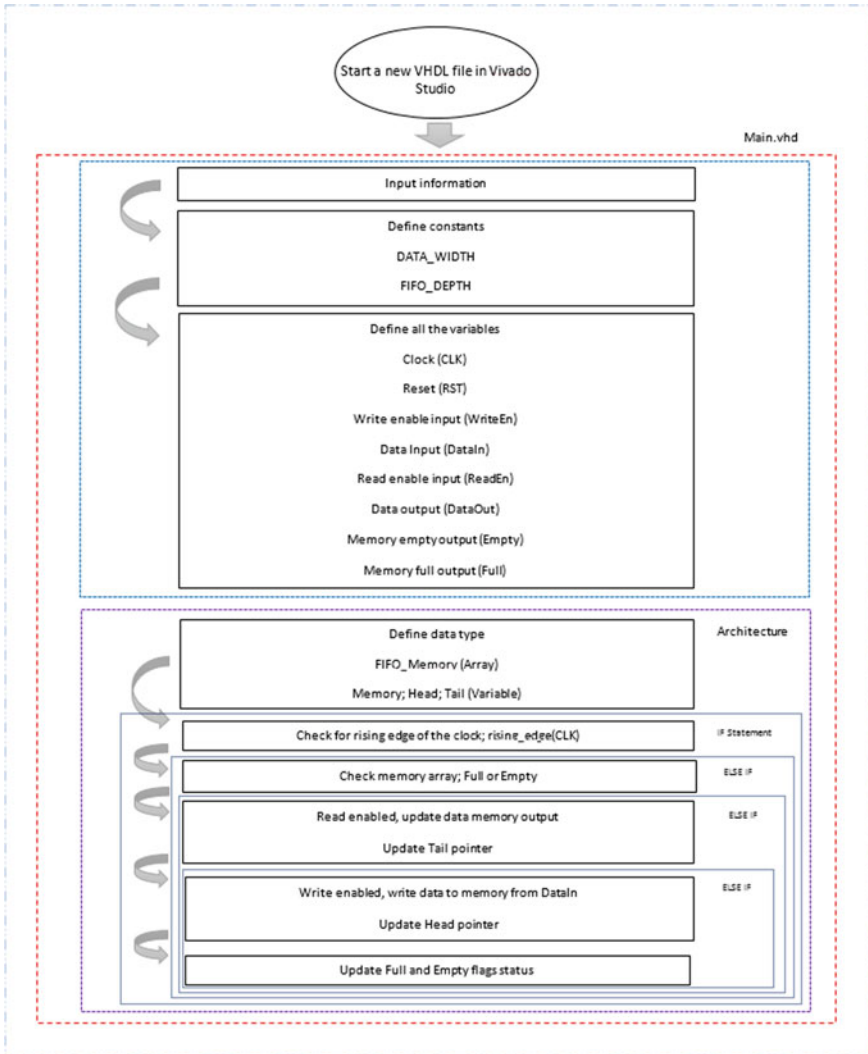 Start a new VHDL file in Vivado
Studio
Main.vhd
Input information
Define constants
DATA_WIDTH
FIFO_DEPTH
Define all the variables
Clock (CLK)
Reset (RST)
Write enable input (WriteEn)
Data Input (DataIn)
Read enable input (ReadEn)
Data output (DataOut)
Memory empty output (Empty)
Memory full output (Full)
Define data type
Architecture
FIFO_Memory (Array)
Memory; Head; Tail (Variable)
Check for rising edge of the clock; rising_edge(CLK)
IF Statement
Check memory array; Full or Empty
ELSE IF
Read enabled, update data memory output
ELSE IF
Update Tail pointer
Write enabled, write data to memory from DataIn
ELSE IF
Update Head pointer
Update Full and Empty flags status